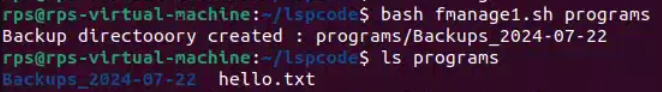 rps@rps-virtual-machine:~/lspcode$ bash fmanage1.sh programs
Backup directooory created : programs/Backups_2024-07-22
rps@rps-virtual-machine:~/lspcode$ ls programs
Backups_2024-07-22  hello.txt